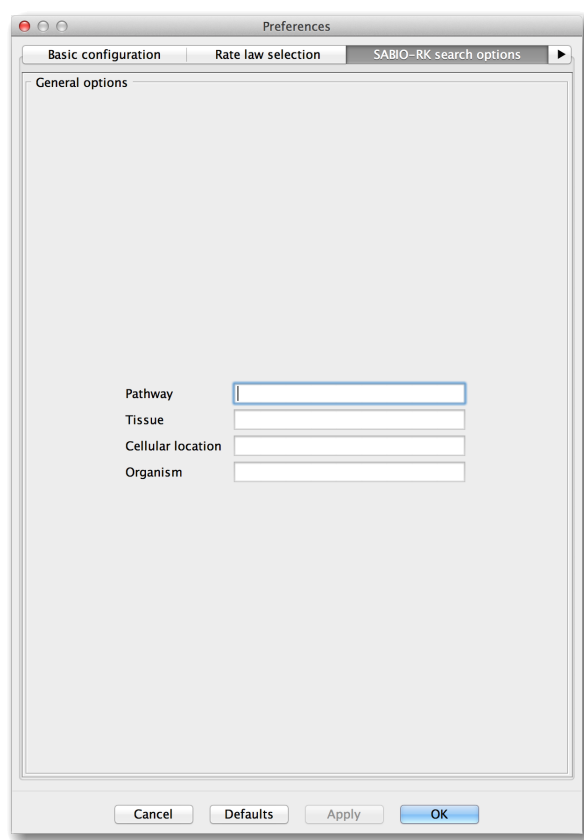 Preferences
Basic configuration Rate law selection SABIO-RK search options
General options
Pathway
Tissue
Cellular location
Organism
Cancel Defaults Apply OK